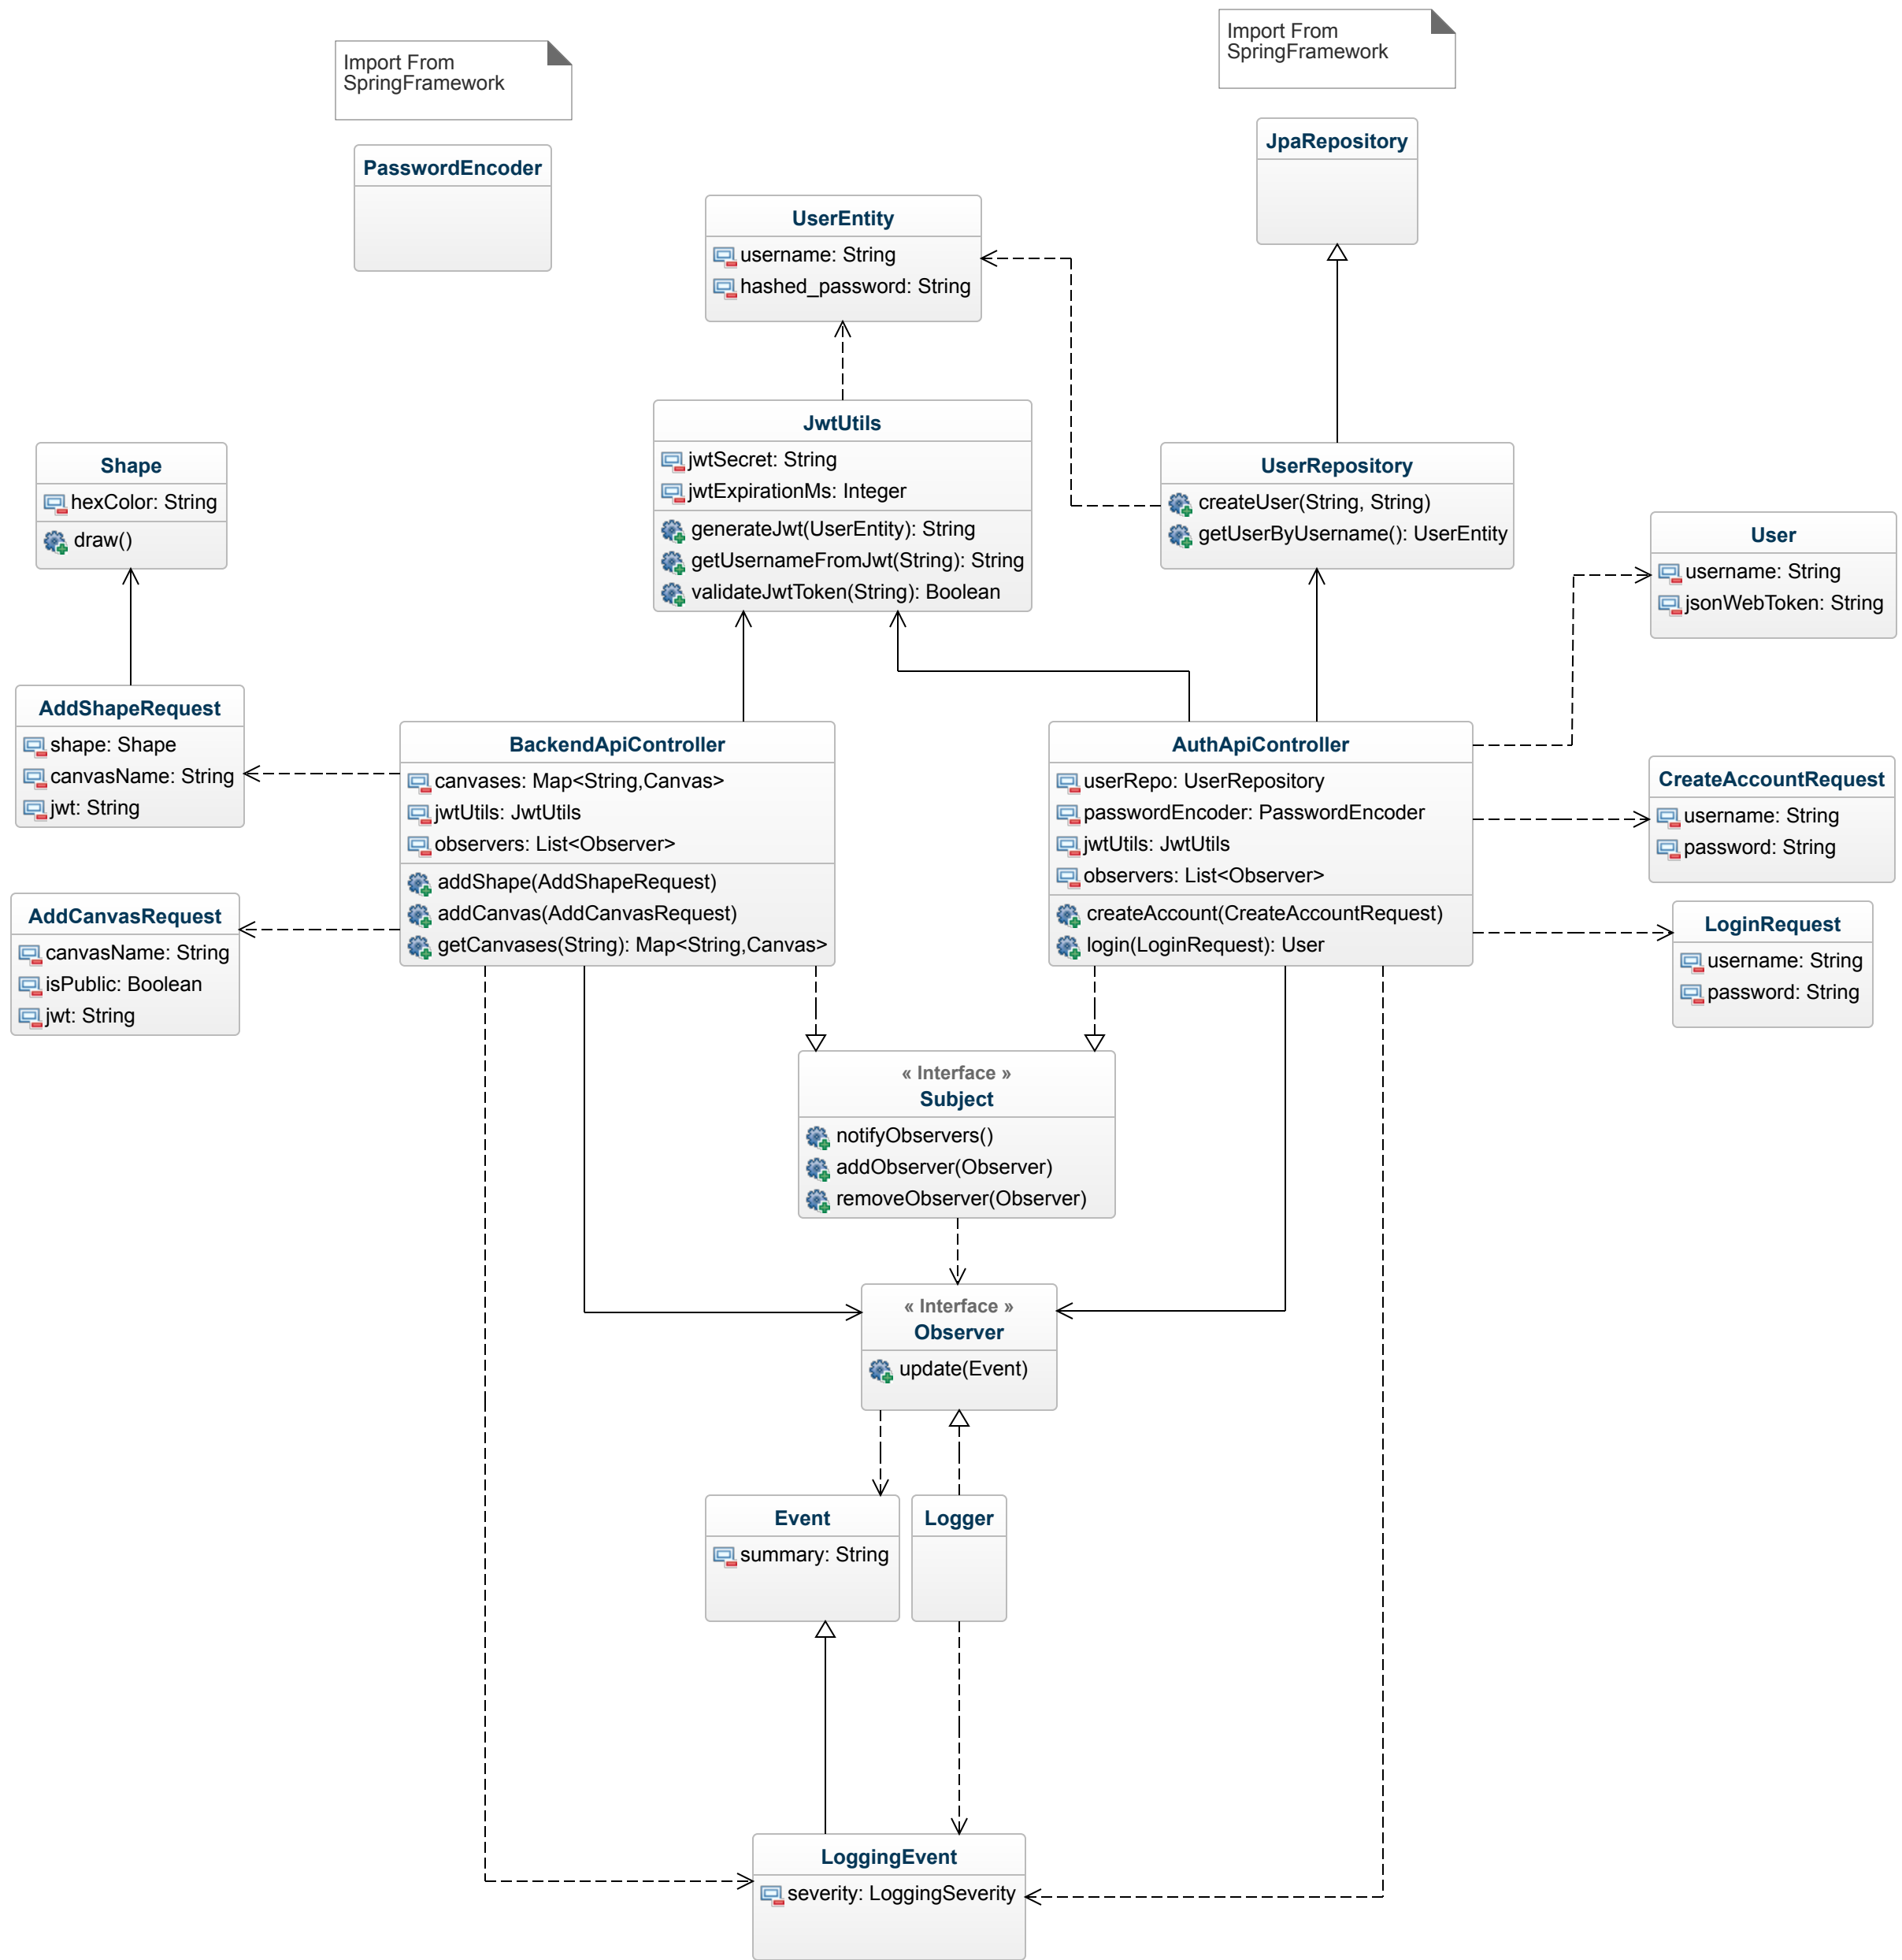 Import From
SpringFramework
Import From
SpringFramework
PasswordEncoder
JpaRepository
UserEntity
username: String
hashed_password: String
JwtUtils
jwtSecret: String
jwtExpirationMs: Integer
generateJwt(UserEntity): String
getUsernameFromJwt(String): String
validateJwtToken(String): Boolean
Shape
hexColor: String
draw()
UserRepository
createUser(String, String)
getUserByUsername(): UserEntity
User
username: String
jsonWebToken: String
AddShapeRequest
shape: Shape
canvasName: String
jwt: String
BackendApiController
canvases: Map<String,Canvas>
jwtUtils: JwtUtils
observers: List<Observer>
addShape(AddShapeRequest)
addCanvas(AddCanvasRequest)
getCanvases(String): Map<String,Canvas>
AuthApiController
userRepo: UserRepository
passwordEncoder: PasswordEncoder
jwtUtils: JwtUtils
observers: List<Observer>
createAccount(CreateAccountRequest)
login(LoginRequest): User
CreateAccountRequest
username: String
password: String
AddCanvasRequest
canvasName: String
isPublic: Boolean
jwt: String
LoginRequest
username: String
password: String
« Interface »
Subject
notifyObservers()
addObserver(Observer)
removeObserver(Observer)
« Interface »
Observer
update(Event)
Event
summary: String
Logger
LoggingEvent
severity: LoggingSeverity